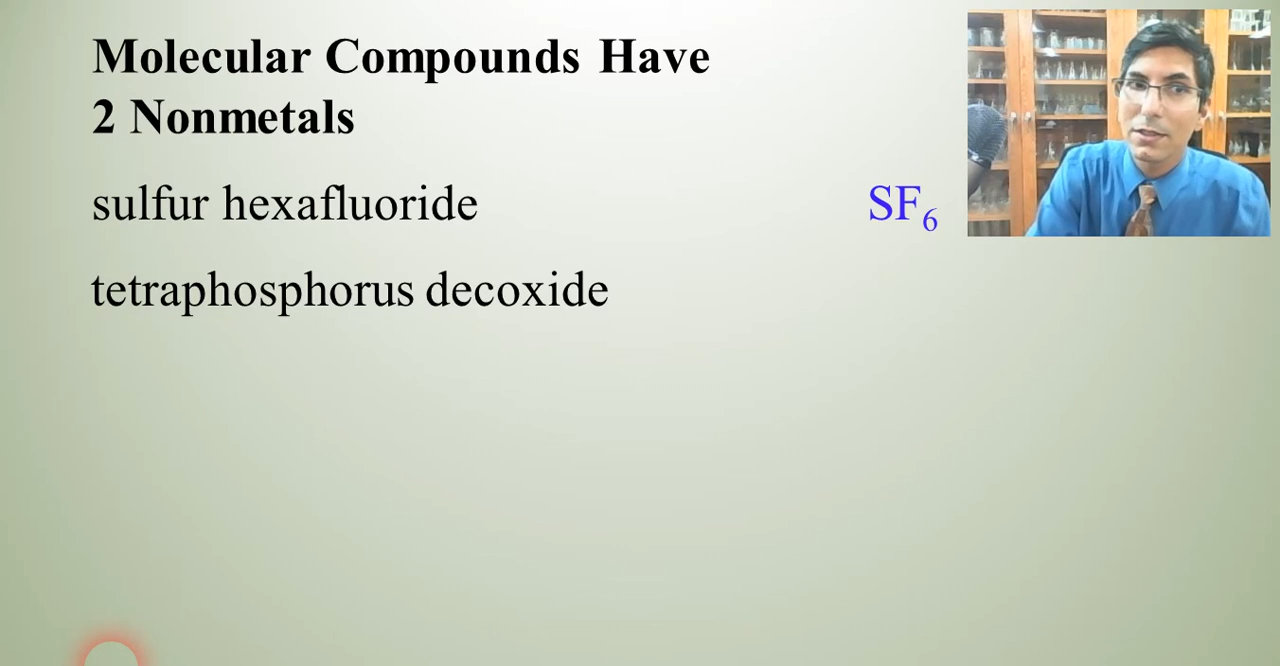 Molecular Compounds Have
2 Nonmetals
sulfur hexafluoride SF₆
tetraphosphorus decoxide